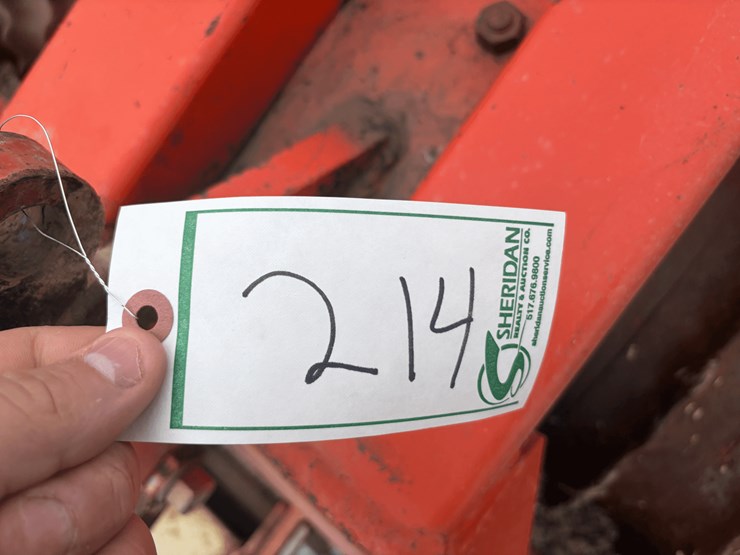 214
SHERIDAN
REALTY & AUCTION CO.
517.676.9800
sheridanauctionservice.com